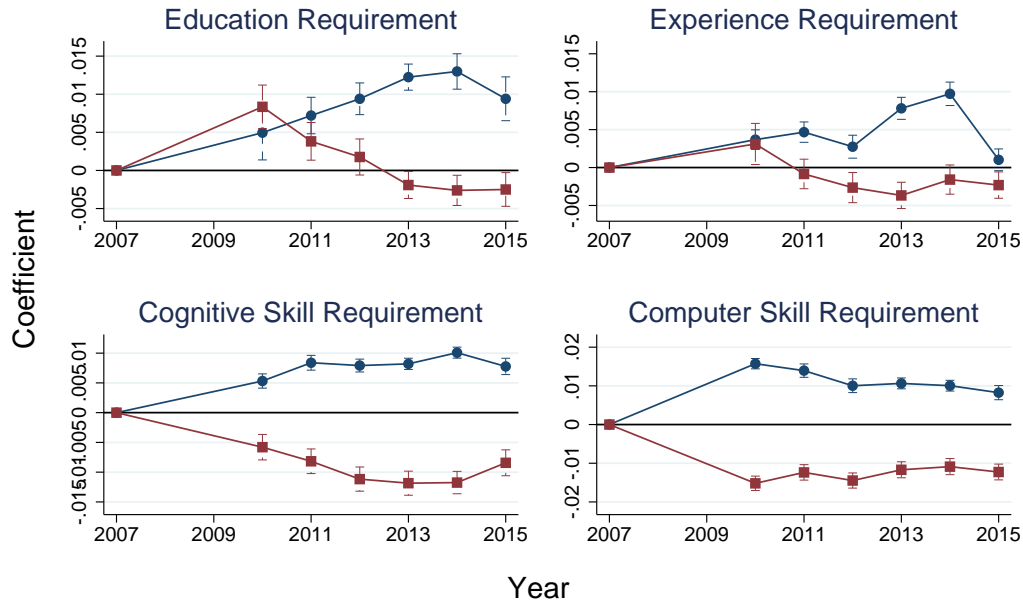 Education Requirement
.015
.01
.005
0
-.005
2007 2009 2011 2013 2015
Experience Requirement
.015
.01
.005
0
-.005
2007 2009 2011 2013 2015
Cognitive Skill Requirement
.01
.005
0
-.005
-.01
-.015
2007 2009 2011 2013 2015
Computer Skill Requirement
.02
.01
0
-.01
-.02
2007 2009 2011 2013 2015
Coefficient
Year